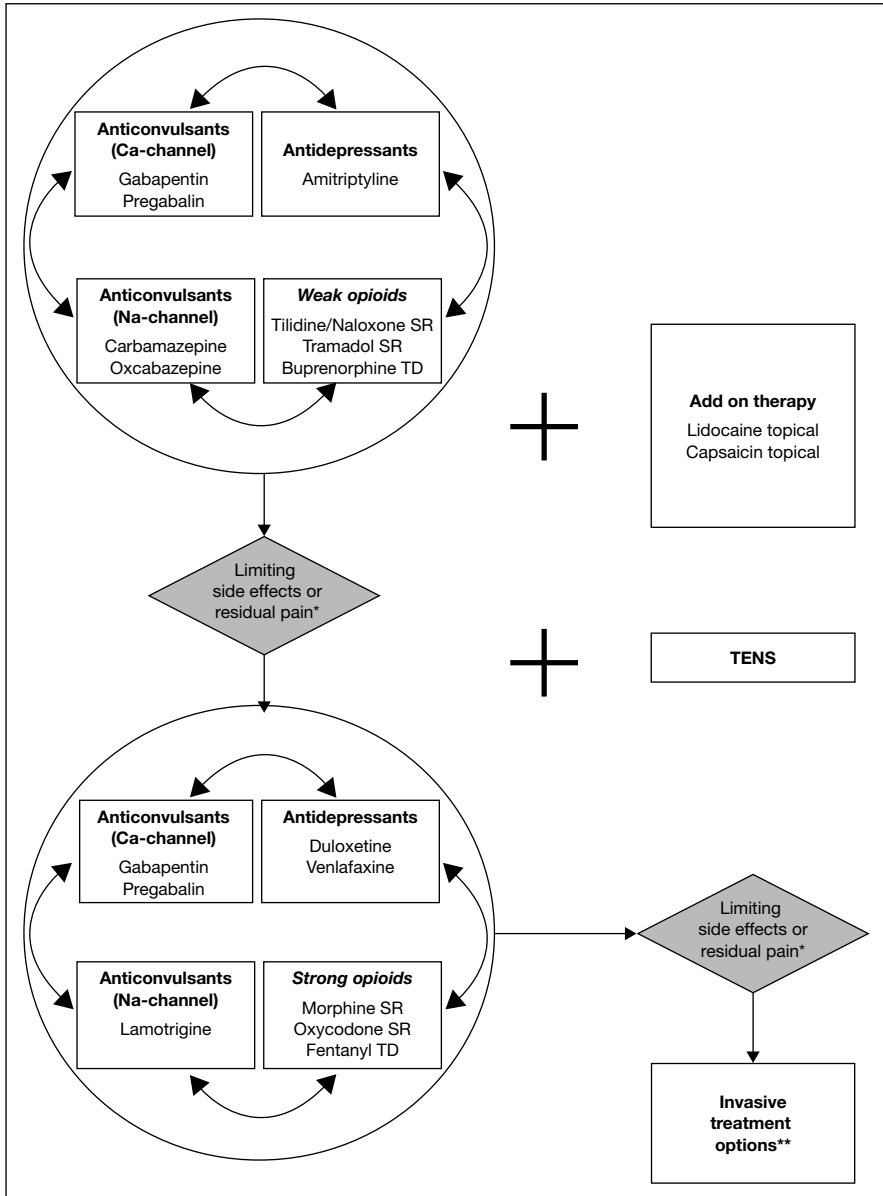 Anticonvulsants
(Ca-channel)
Gabapentin
Pregabalin
Antidepressants
Amitriptyline
Anticonvulsants
(Na-channel)
Carbamazepine
Oxcabazepine
Weak opioids
Tilidine/Naloxone SR
Tramadol SR
Buprenorphine TD
Add on therapy
Lidocaine topical
Capsaicin topical
Limiting
side effects or
residual pain*
TENS
Anticonvulsants
(Ca-channel)
Gabapentin
Pregabalin
Antidepressants
Duloxetine
Venlafaxine
Anticonvulsants
(Na-channel)
Lamotrigine
Strong opioids
Morphine SR
Oxycodone SR
Fentanyl TD
Limiting
side effects or
residual pain*
Invasive
treatment
options**